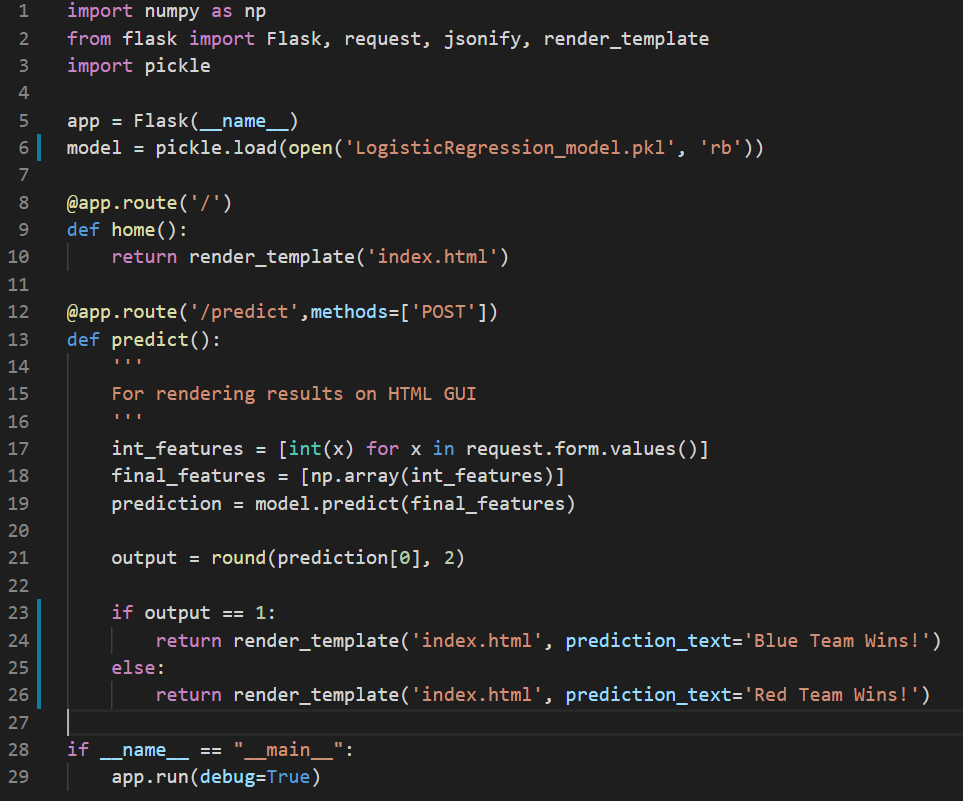 1 import numpy as np
2 from flask import Flask, request, jsonify, render_template
3 import pickle
4
5 app = Flask(__name__)
6 model = pickle.load(open('LogisticRegression_model.pkl', 'rb'))
7
8 @app.route('/')
9 def home():
10     return render_template('index.html')
11
12 @app.route('/predict',methods=['POST'])
13 def predict():
14     '''
15     For rendering results on HTML GUI
16     '''
17     int_features = [int(x) for x in request.form.values()]
18     final_features = [np.array(int_features)]
19     prediction = model.predict(final_features)
20
21     output = round(prediction[0], 2)
22
23     if output == 1:
24         return render_template('index.html', prediction_text='Blue Team Wins!')
25     else:
26         return render_template('index.html', prediction_text='Red Team Wins!')
27
28 if __name__ == "__main__":
29     app.run(debug=True)